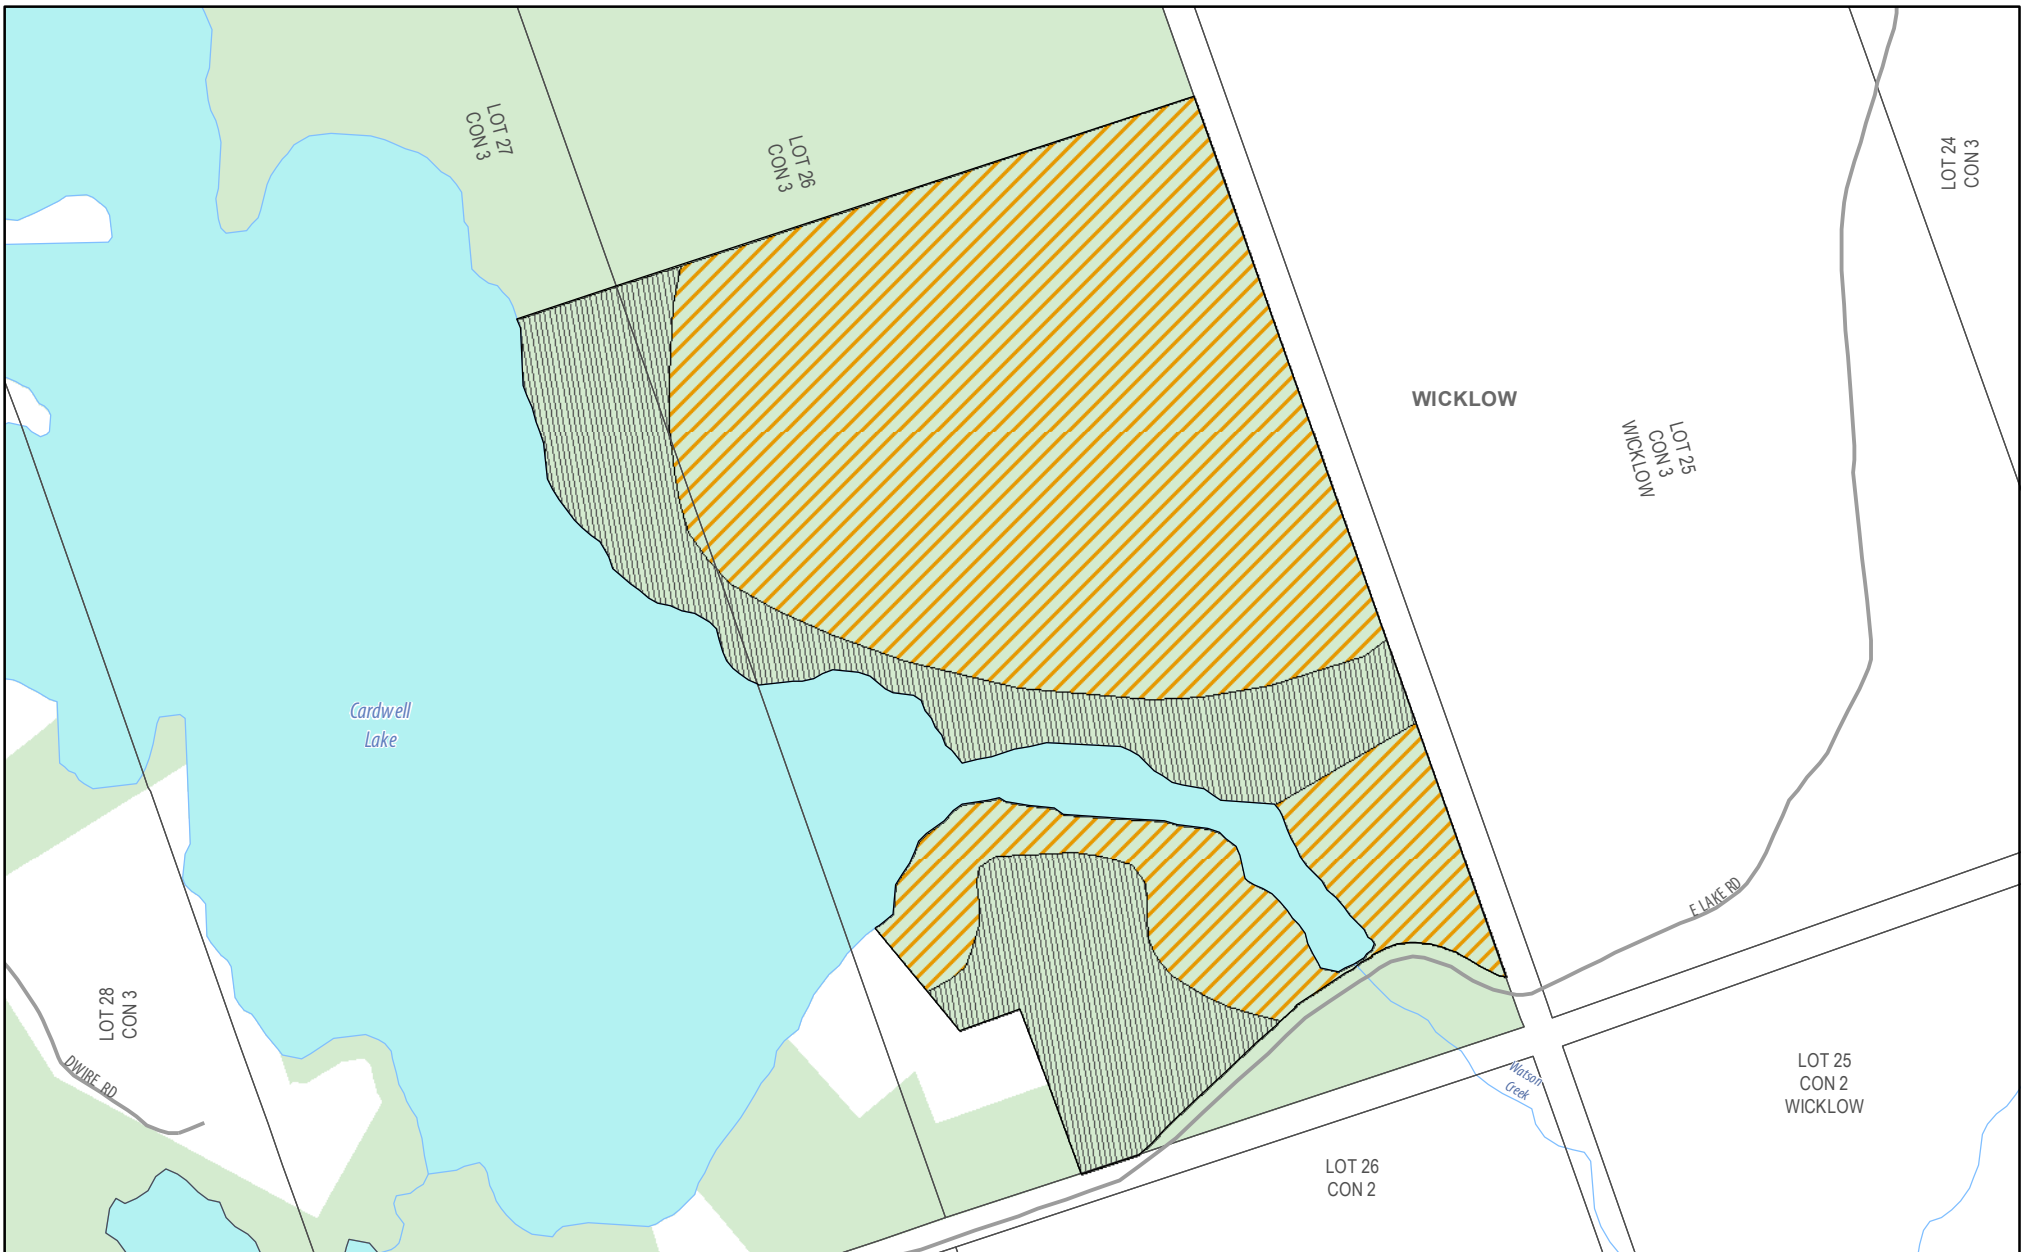 LOT 27
CON 3
LOT 26
CON 3
LOT 24
CON 3
WICKLOW
LOT 25
CON 3
WICKLOW
Cardwell
Lake
E LAKE RD
LOT 28
CON 3
DWIRE RD
Watson
Creek
LOT 25
CON 2
WICKLOW
LOT 26
CON 2